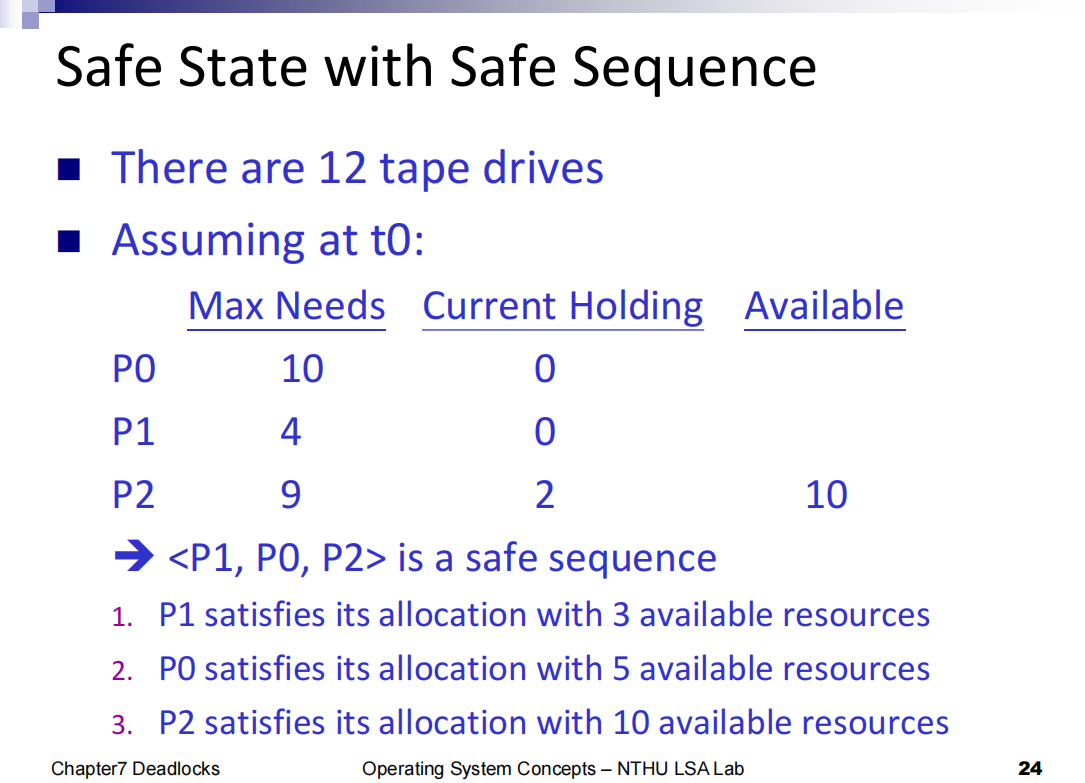 Safe State with Safe Sequence
There are 12 tape drives
Assuming at t0:
Max Needs Current Holding Available
P0 10 0
P1 4 0
P2 9 2 10
➔ <P1, P0, P2> is a safe sequence
1. P1 satisfies its allocation with 3 available resources
2. P0 satisfies its allocation with 5 available resources
3. P2 satisfies its allocation with 10 available resources
Chapter7 Deadlocks Operating System Concepts – NTHU LSA Lab 24